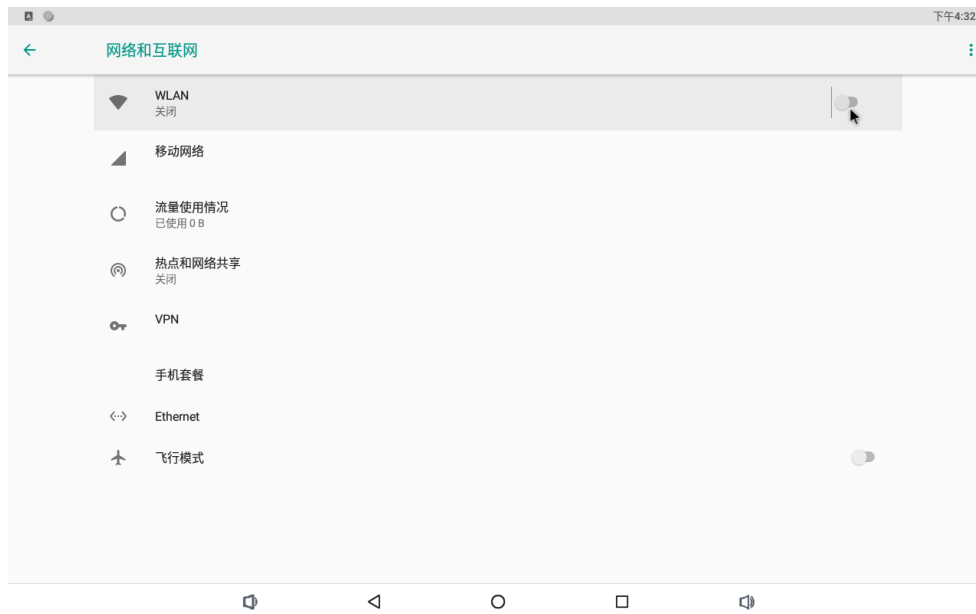 A
下午4:32
网络和互联网
WLAN
关闭
移动网络
流量使用情况
已使用 0 B
热点和网络共享
关闭
VPN
手机套餐
Ethernet
飞行模式